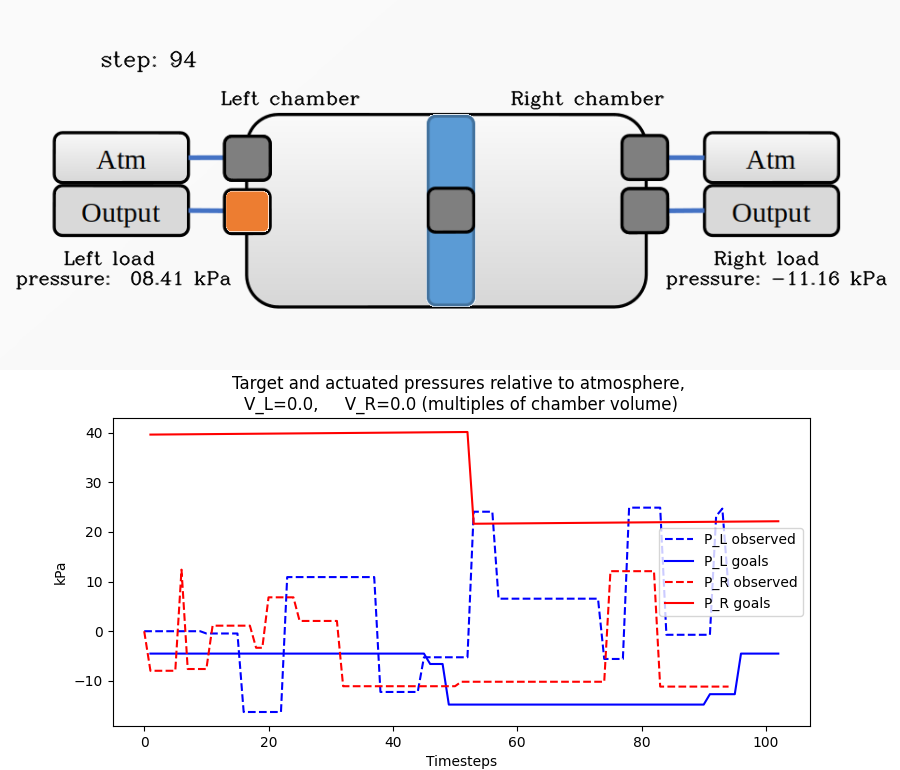 step: 94
Left chamber
Right chamber
Atm
Atm
Output
Output
Left load
pressure: 08.41 kPa
Right load
pressure: −11.16 kPa
Target and actuated pressures relative to atmosphere,
V_L=0.0, V_R=0.0 (multiples of chamber volume)
40
30
20
10
0
−10
kPa
P_L observed
P_L goals
P_R observed
P_R goals
0 20 40 60 80 100
Timesteps